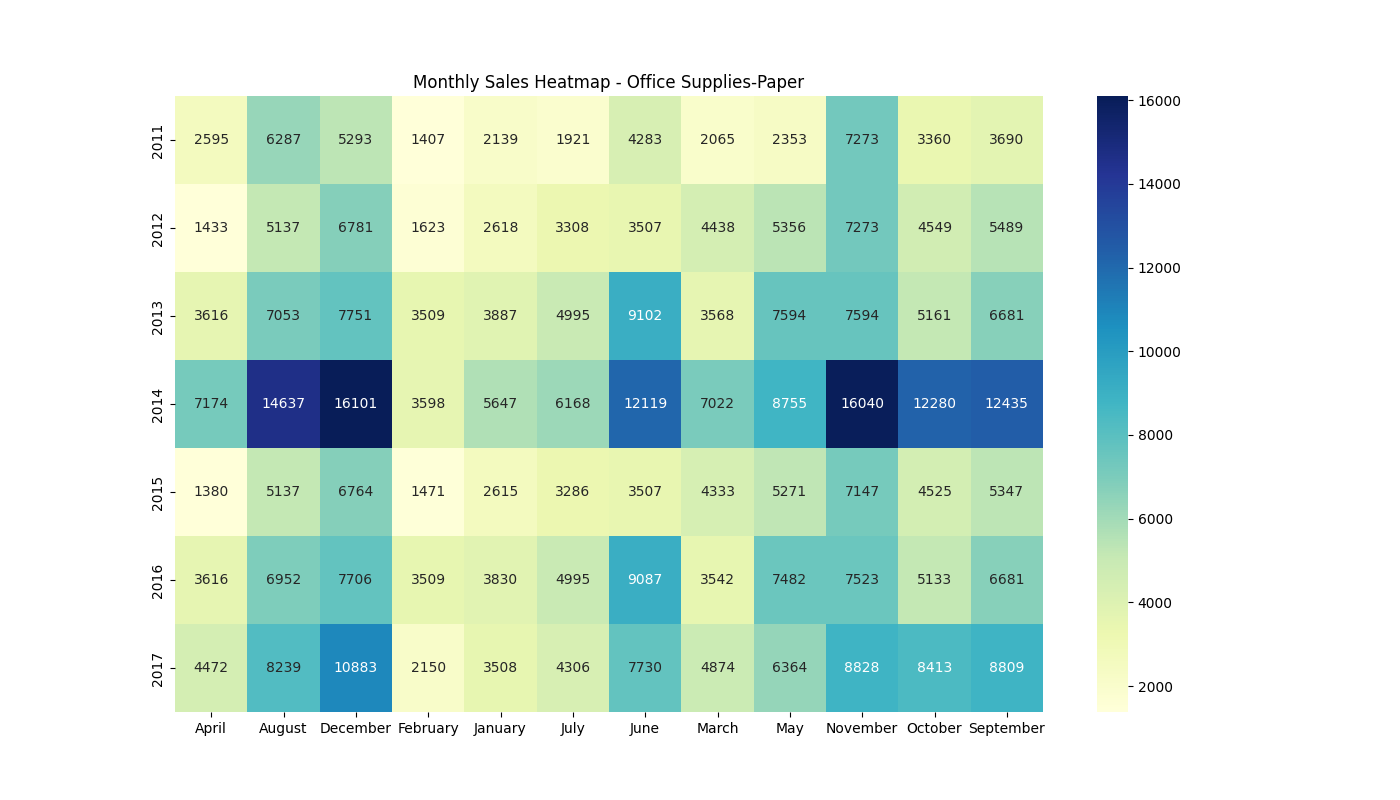 Monthly Sales Heatmap - Office Supplies-Paper
2011 2595 6287 5293 1407 2139 1921 4283 2065 2353 7273 3360 3690
2012 1433 5137 6781 1623 2618 3308 3507 4438 5356 7273 4549 5489
2013 3616 7053 7751 3509 3887 4995 9102 3568 7594 7594 5161 6681
2014 7174 14637 16101 3598 5647 6168 12119 7022 8755 16040 12280 12435
2015 1380 5137 6764 1471 2615 3286 3507 4333 5271 7147 4525 5347
2016 3616 6952 7706 3509 3830 4995 9087 3542 7482 7523 5133 6681
2017 4472 8239 10883 2150 3508 4306 7730 4874 6364 8828 8413 8809
April August December February January July June March May November October September
16000
14000
12000
10000
8000
6000
4000
2000